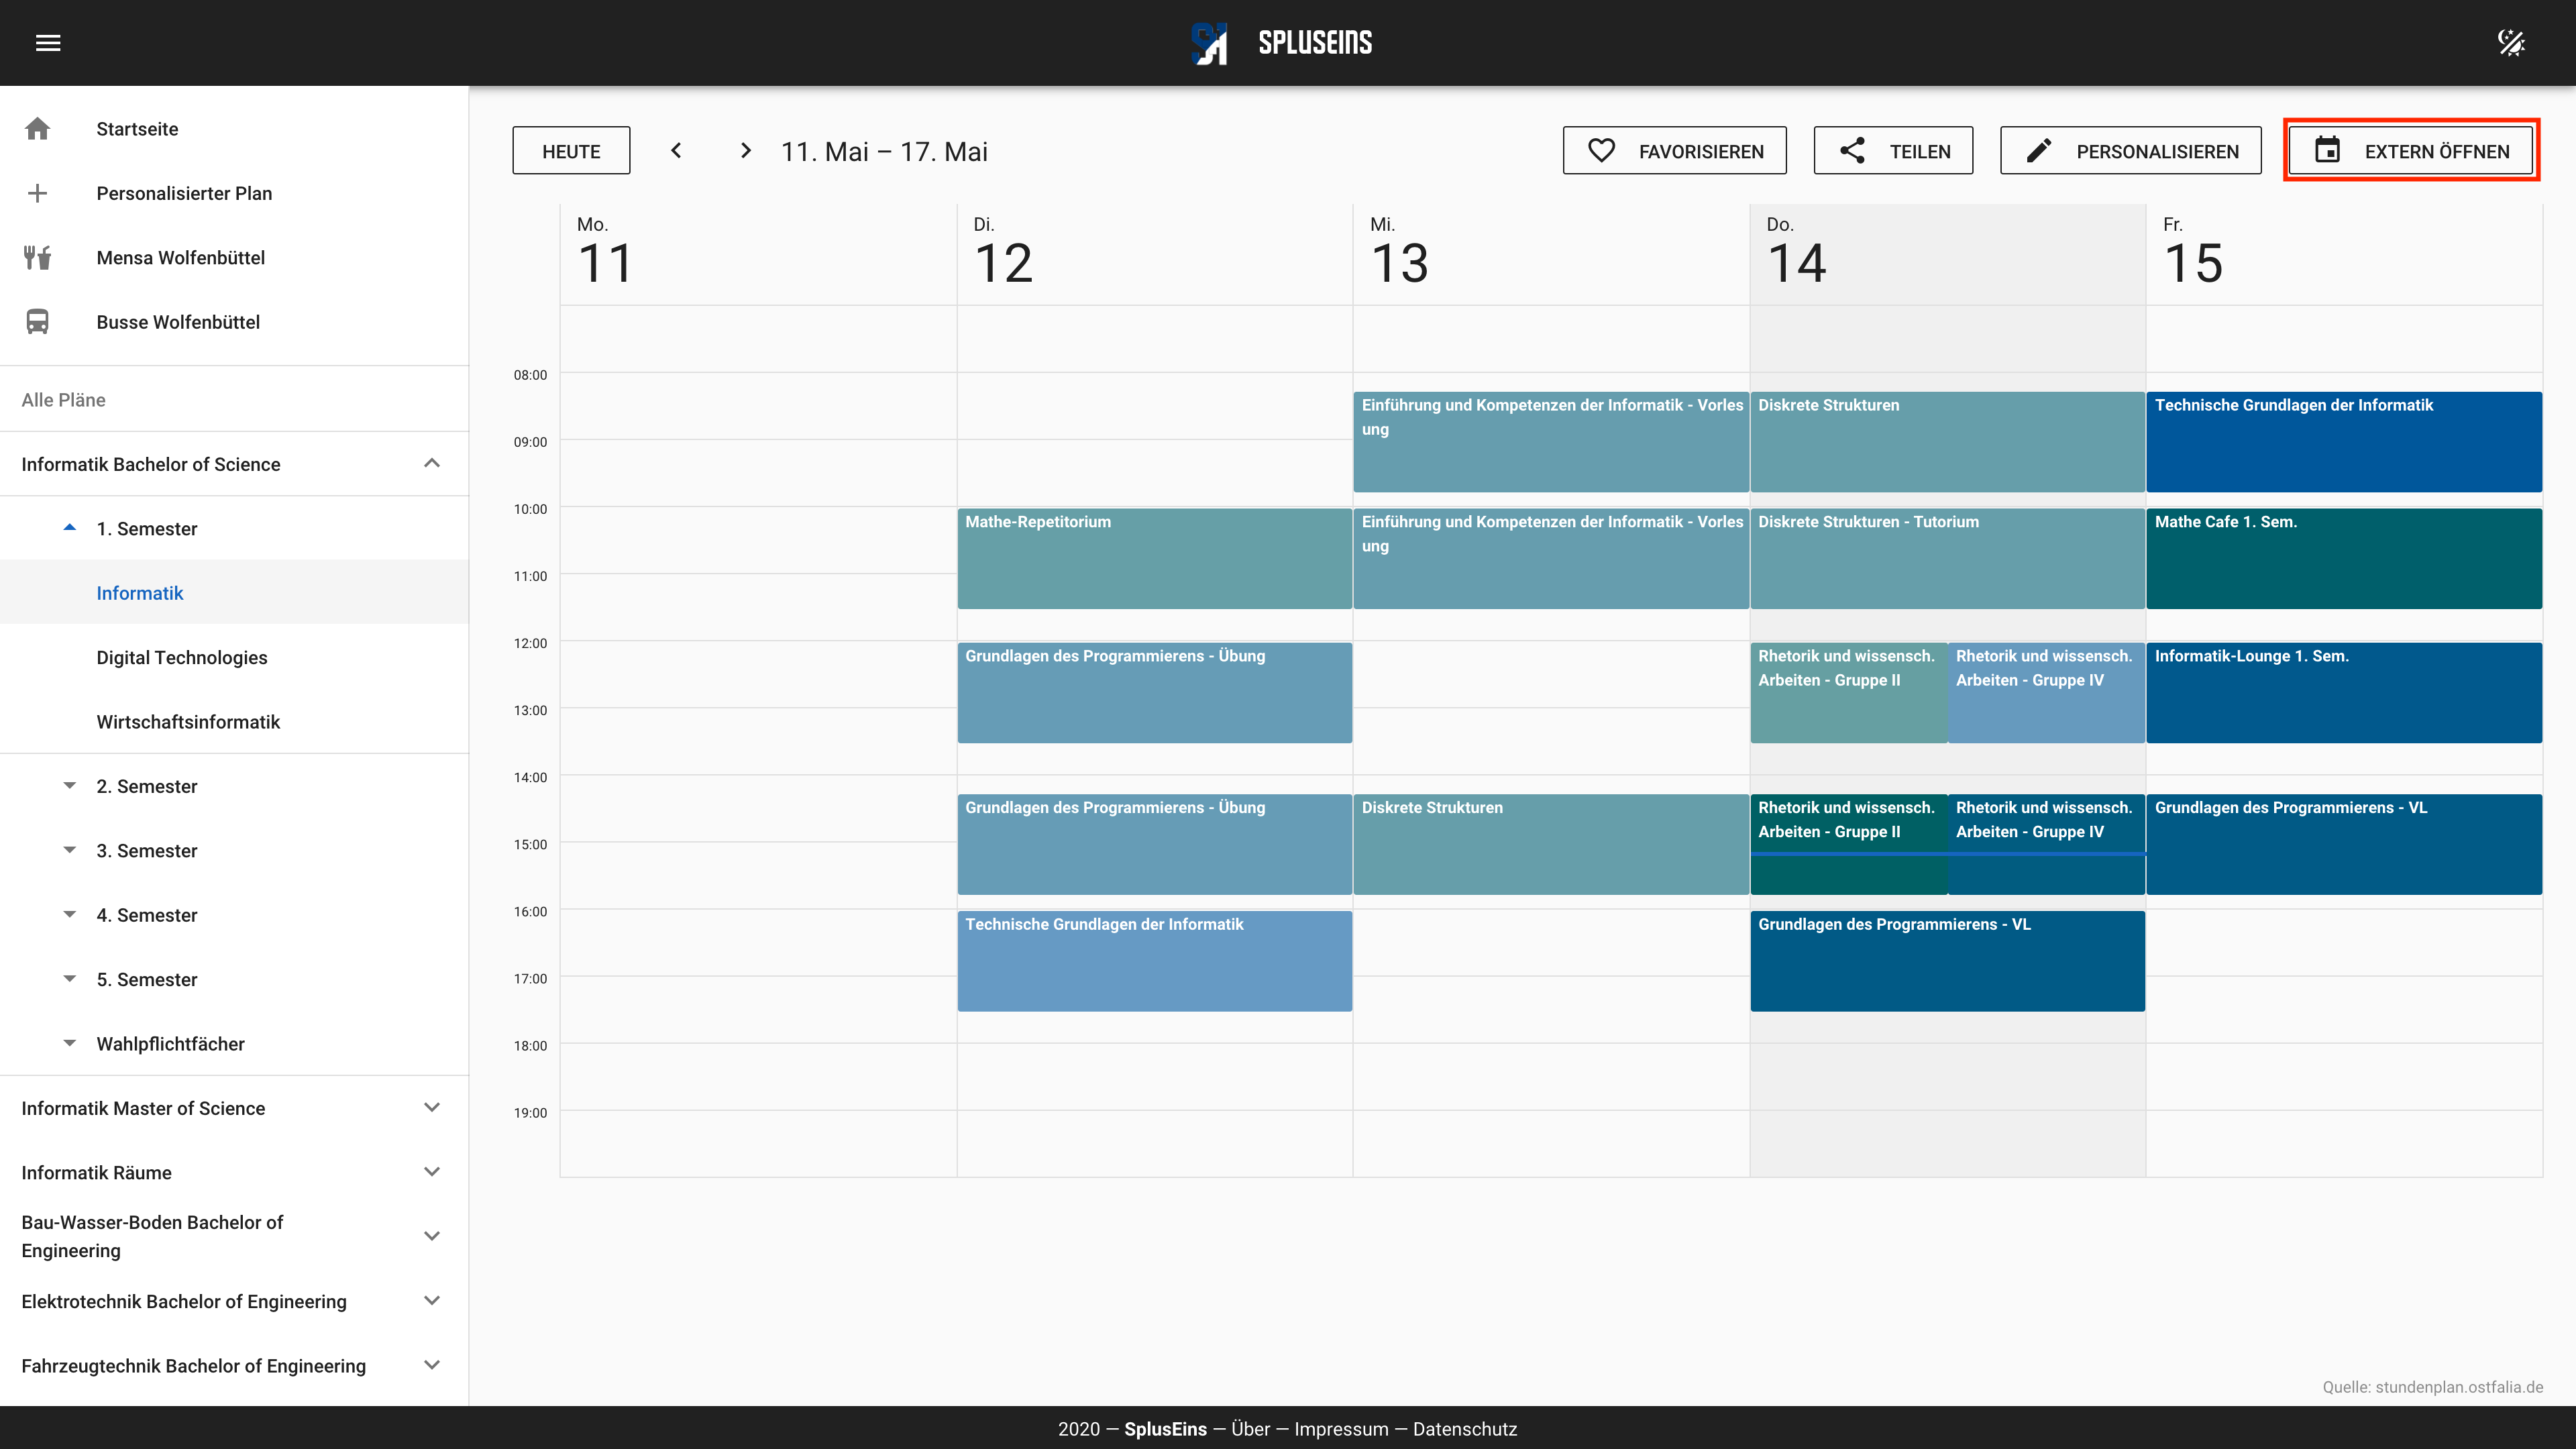 SPLUSEINS
Startseite
Personalisierter Plan
Mensa Wolfenbüttel
Busse Wolfenbüttel
Alle Pläne
Informatik Bachelor of Science
1. Semester
Informatik
Digital Technologies
Wirtschaftsinformatik
2. Semester
3. Semester
4. Semester
5. Semester
Wahlpflichtfächer
Informatik Master of Science
Informatik Räume
Bau-Wasser-Boden Bachelor of
Engineering
Elektrotechnik Bachelor of Engineering
Fahrzeugtechnik Bachelor of Engineering
HEUTE
11. Mai – 17. Mai
FAVORISIEREN
TEILEN
PERSONALISIEREN
EXTERN ÖFFNEN
Mo.
11
Di.
12
Mi.
13
Do.
14
Fr.
15
08:00
09:00
10:00
11:00
12:00
13:00
14:00
15:00
16:00
17:00
18:00
19:00
Mathe-Repetitorium
Grundlagen des Programmierens - Übung
Grundlagen des Programmierens - Übung
Technische Grundlagen der Informatik
Einführung und Kompetenzen der Informatik - Vorles
ung
Einführung und Kompetenzen der Informatik - Vorles
ung
Diskrete Strukturen
Diskrete Strukturen
Diskrete Strukturen - Tutorium
Rhetorik und wissensch.
Arbeiten - Gruppe II
Rhetorik und wissensch.
Arbeiten - Gruppe IV
Rhetorik und wissensch.
Arbeiten - Gruppe II
Rhetorik und wissensch.
Arbeiten - Gruppe IV
Grundlagen des Programmierens - VL
Technische Grundlagen der Informatik
Mathe Cafe 1. Sem.
Informatik-Lounge 1. Sem.
Grundlagen des Programmierens - VL
Quelle: stundenplan.ostfalia.de
2020 — SplusEins — Über — Impressum — Datenschutz